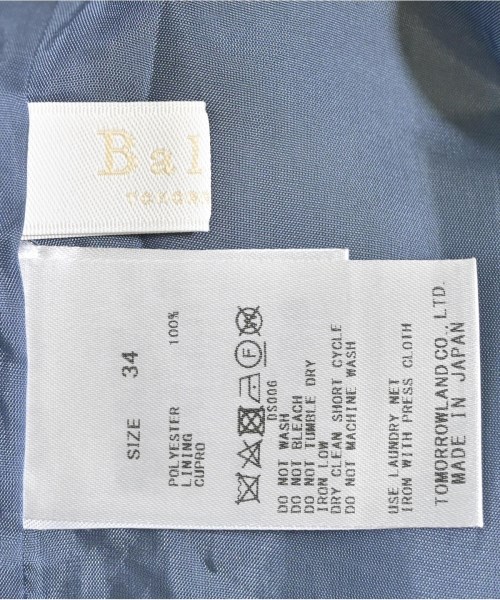 Bal
SIZE 34
POLYESTER 100%
LINING
CUPRO
DS006
DO NOT WASH
DO NOT BLEACH
DO NOT TUMBLE DRY
IRON LOW
DRY CLEAN SHORT CYCLE
DO NOT MACHINE WASH
USE LAUNDRY NET
IRON WITH PRESS CLOTH
TOMORROWLAND CO., LTD.
MADE IN JAPAN